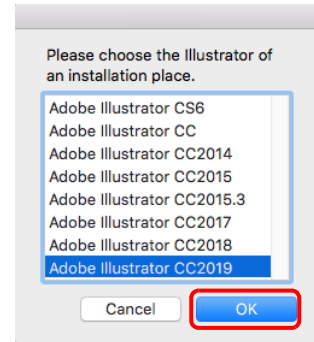 Please choose the Illustrator of
an installation place.
Adobe Illustrator CS6
Adobe Illustrator CC
Adobe Illustrator CC2014
Adobe Illustrator CC2015
Adobe Illustrator CC2015.3
Adobe Illustrator CC2017
Adobe Illustrator CC2018
Adobe Illustrator CC2019
Cancel OK